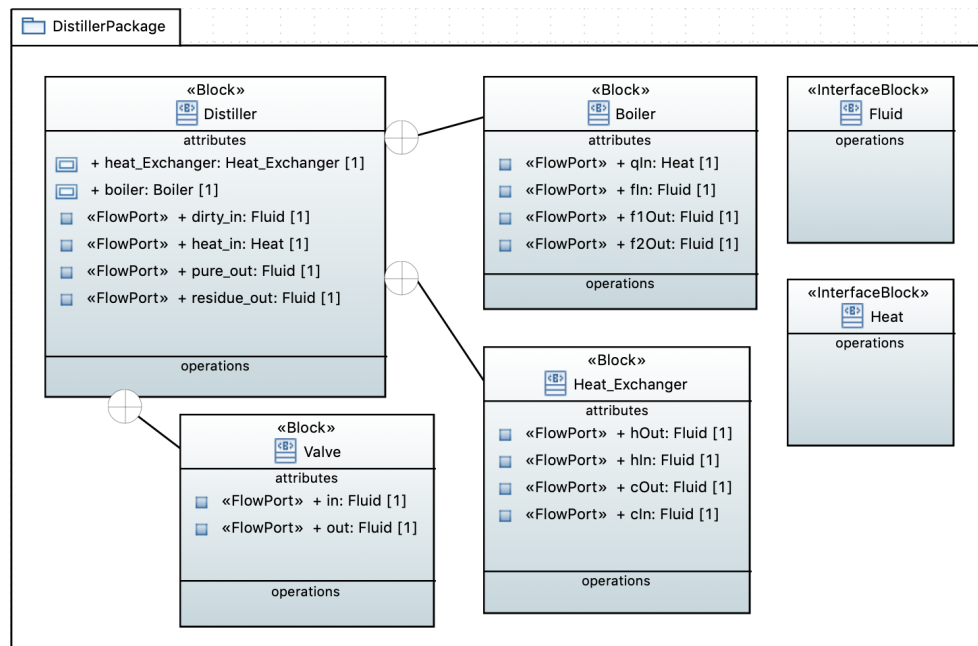 DistillerPackage
«Block»
Distiller
attributes
+ heat_Exchanger: Heat_Exchanger [1]
+ boiler: Boiler [1]
«FlowPort» + dirty_in: Fluid [1]
«FlowPort» + heat_in: Heat [1]
«FlowPort» + pure_out: Fluid [1]
«FlowPort» + residue_out: Fluid [1]
operations
«Block»
Boiler
attributes
«FlowPort» + qIn: Heat [1]
«FlowPort» + fIn: Fluid [1]
«FlowPort» + f1Out: Fluid [1]
«FlowPort» + f2Out: Fluid [1]
operations
«InterfaceBlock»
Fluid
operations
«InterfaceBlock»
Heat
operations
«Block»
Heat_Exchanger
attributes
«FlowPort» + hOut: Fluid [1]
«FlowPort» + hIn: Fluid [1]
«FlowPort» + cOut: Fluid [1]
«FlowPort» + cIn: Fluid [1]
operations
«Block»
Valve
attributes
«FlowPort» + in: Fluid [1]
«FlowPort» + out: Fluid [1]
operations